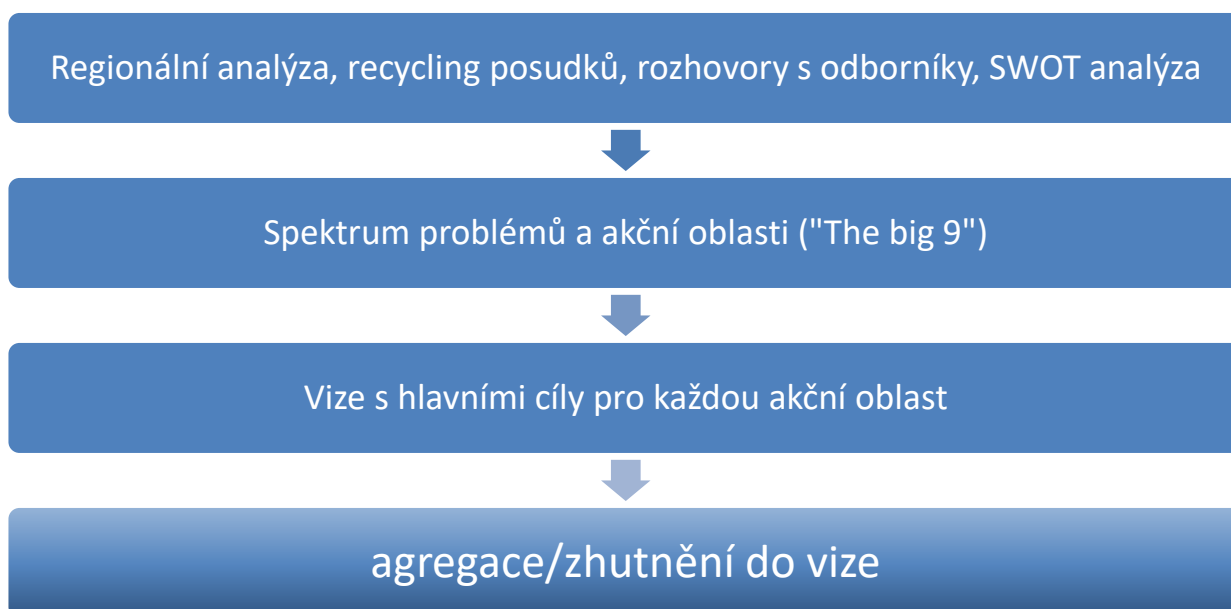 Regionální analýza, recycling posudků, rozhovory s odborníky, SWOT analýza
Spektrum problémů a akční oblasti ("The big 9")
Vize s hlavními cíly pro každou akční oblast
agregace/zhutnění do vize